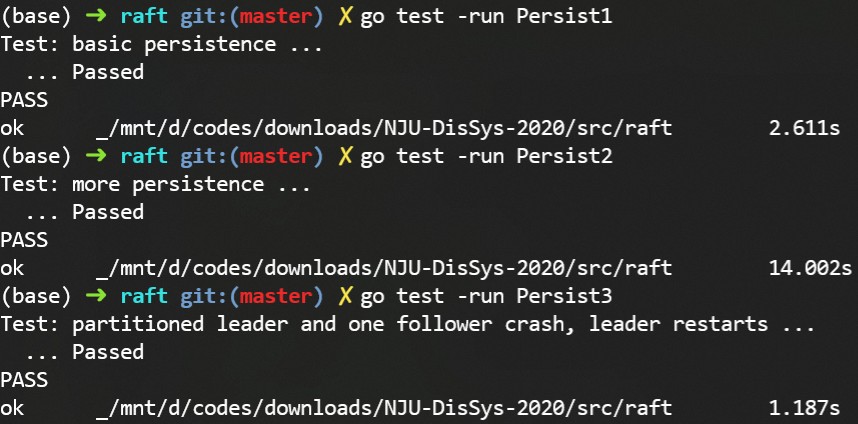 (base) ➜ raft git:(master) ✗ go test -run Persist1
Test: basic persistence ...
  ... Passed
PASS
ok      _/mnt/d/codes/downloads/NJU-DisSys-2020/src/raft        2.611s
(base) ➜ raft git:(master) ✗ go test -run Persist2
Test: more persistence ...
  ... Passed
PASS
ok      _/mnt/d/codes/downloads/NJU-DisSys-2020/src/raft        14.002s
(base) ➜ raft git:(master) ✗ go test -run Persist3
Test: partitioned leader and one follower crash, leader restarts ...
  ... Passed
PASS
ok      _/mnt/d/codes/downloads/NJU-DisSys-2020/src/raft        1.187s